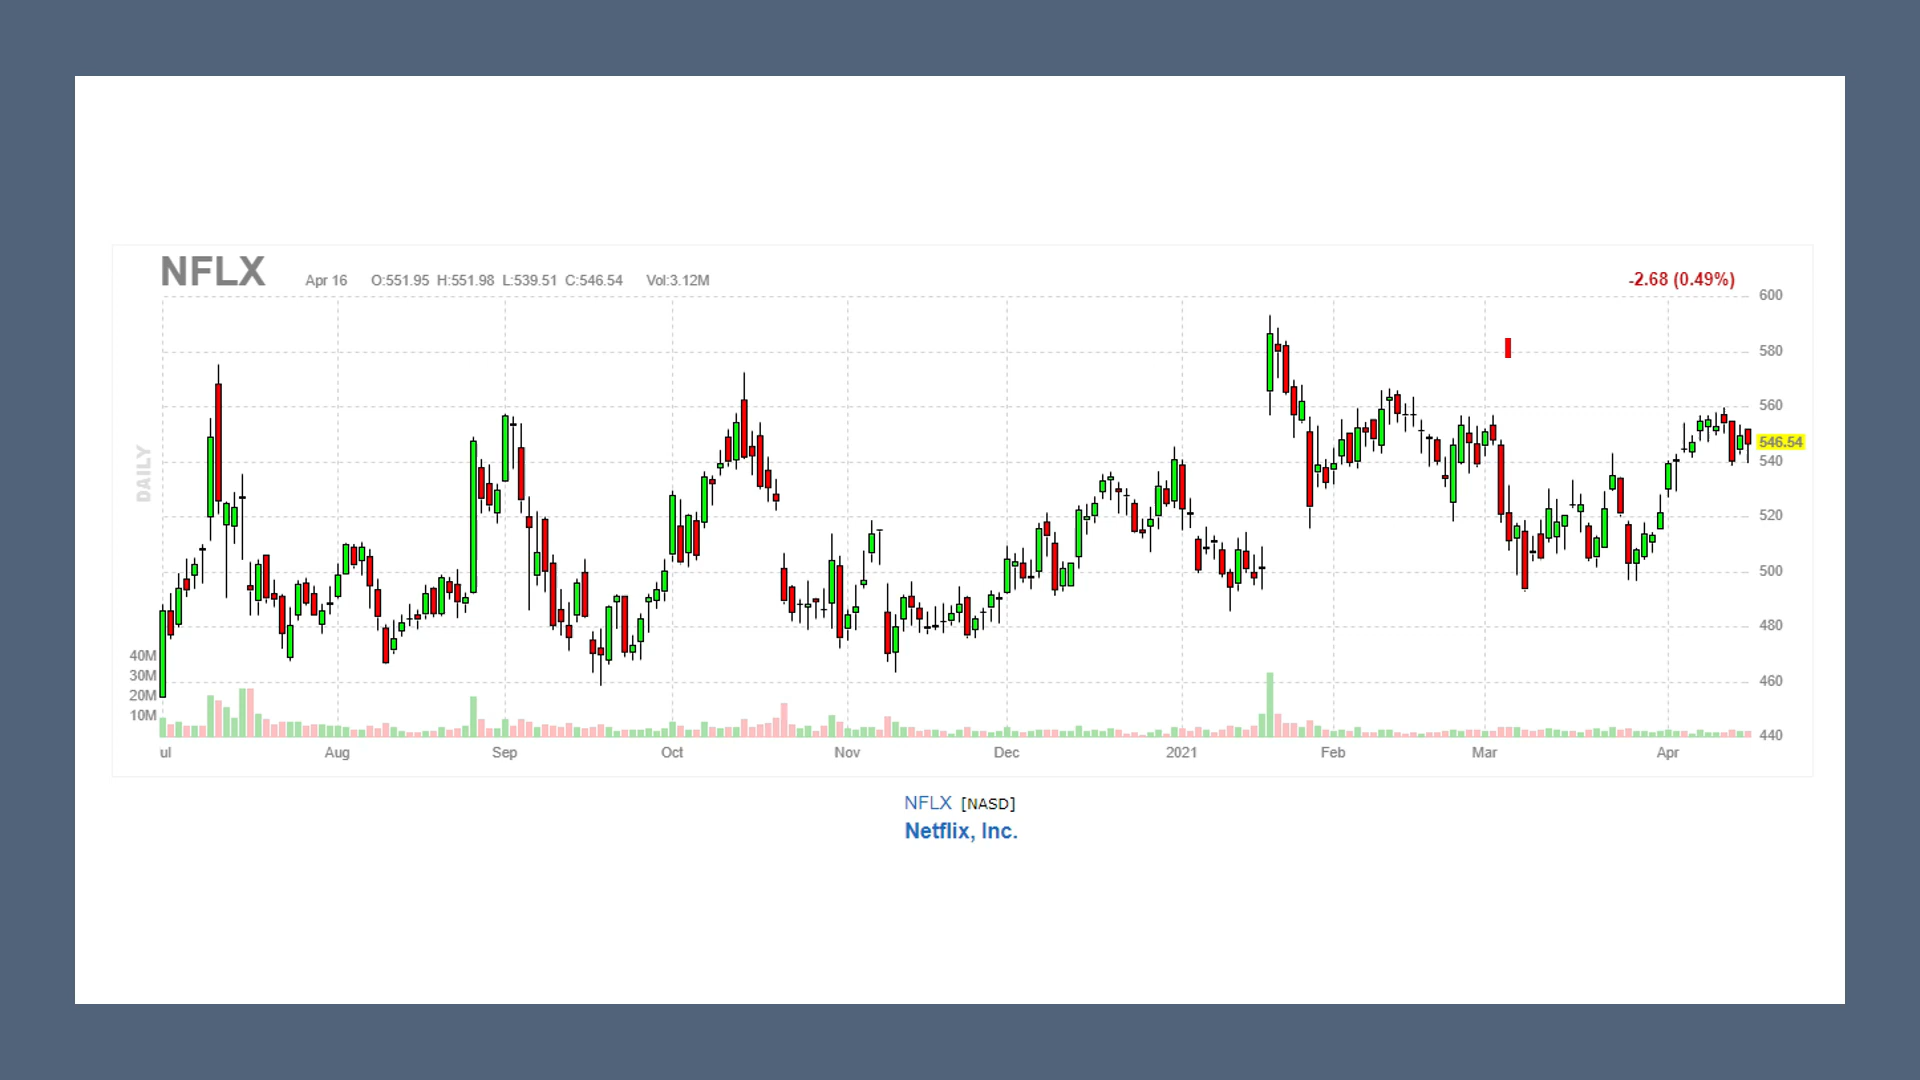 NFLX Apr 16 O:551.95 H:551.98 L:539.51 C:546.54 Vol:3.12M -2.68 (0.49%)
600
580
560
546.54
540
520
500
480
460
440
DAILY
40M
30M
20M
10M
ul Aug Sep Oct Nov Dec 2021 Feb Mar Apr
NFLX [NASD]
Netflix, Inc.